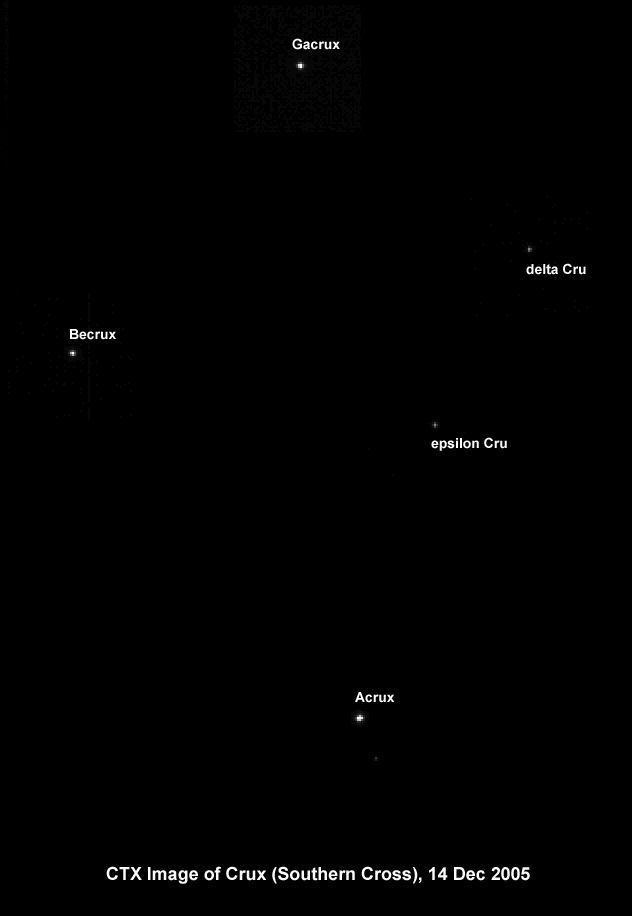 Gacrux
delta Cru
Becrux
epsilon Cru
Acrux
CTX Image of Crux (Southern Cross), 14 Dec 2005